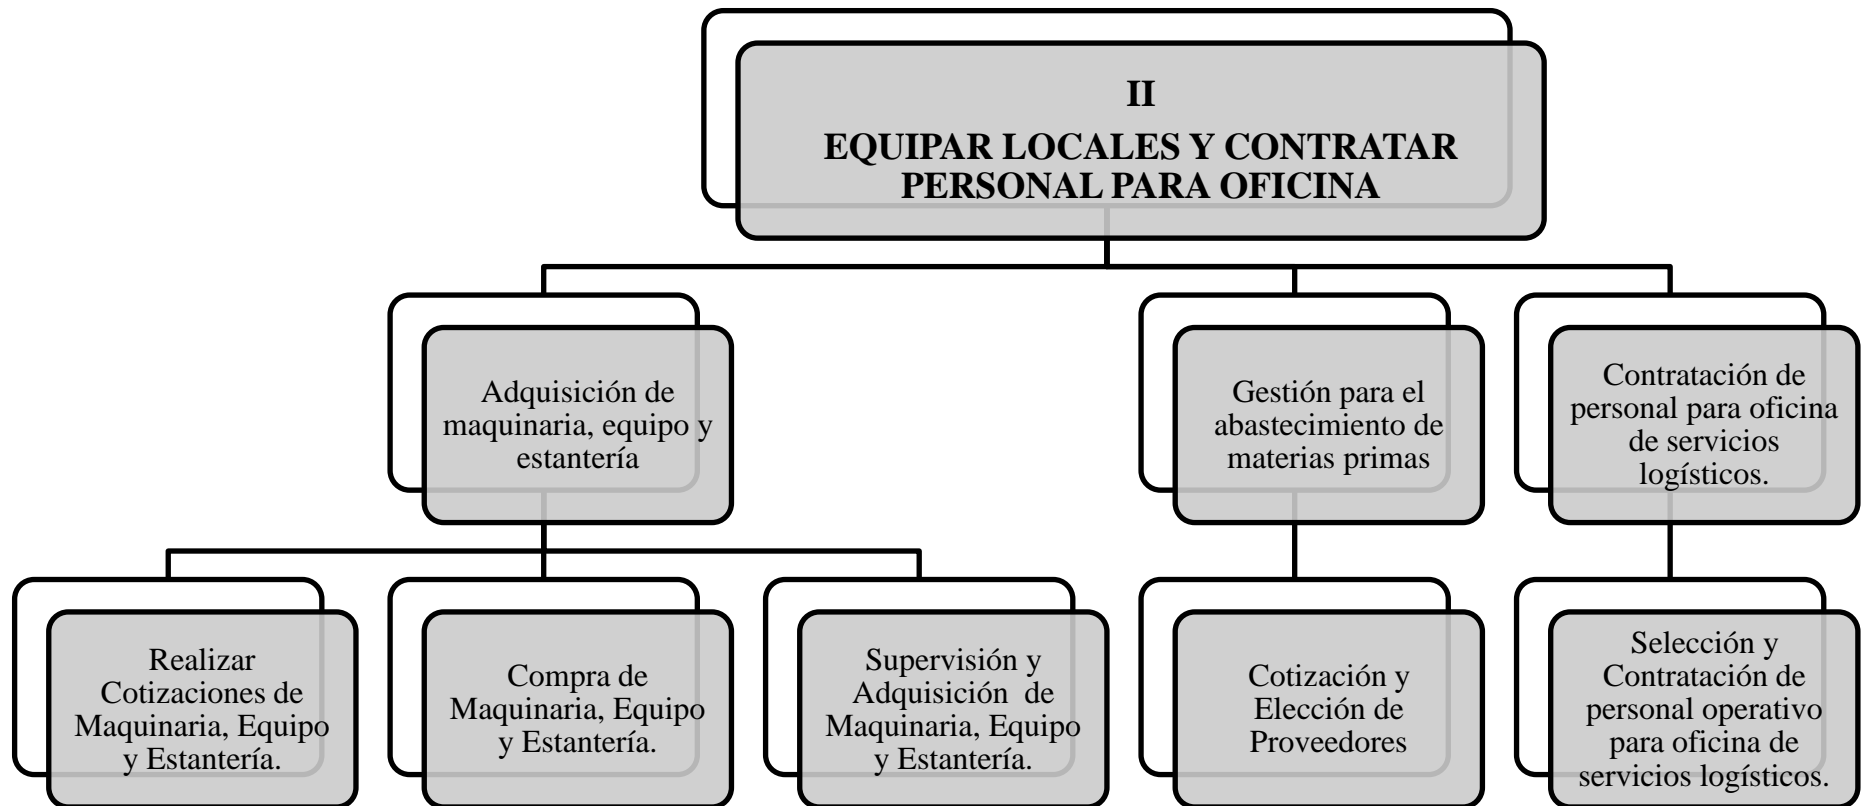 II
EQUIPAR LOCALES Y CONTRATAR
PERSONAL PARA OFICINA
Adquisición de
maquinaria, equipo y
estantería
Gestión para el
abastecimiento de
materias primas
Contratación de
personal para oficina
de servicios
logísticos.
Realizar
Cotizaciones de
Maquinaria, Equipo
y Estantería.
Compra de
Maquinaria, Equipo
y Estantería.
Supervisión y
Adquisición  de
Maquinaria, Equipo
y Estantería.
Cotización y
Elección de
Proveedores
Selección y
Contratación de
personal operativo
para oficina de
servicios logísticos.